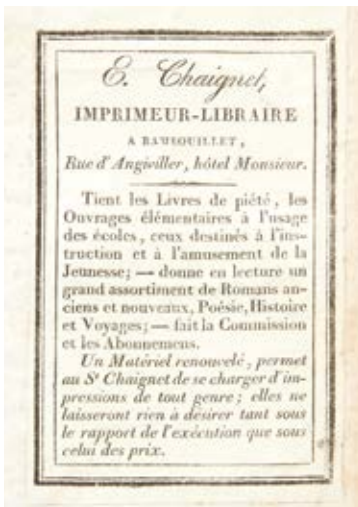 E. Chaignet,
IMPRIMEUR-LIBRAIRE
A RAMBOUILLET,
Rue d'Angiviller, hôtel Monsieur.
Tient les Livres de piété, les
Ouvrages élémentaires à l'usage
des écoles, ceux destinés à l'ins-
truction et à l'amusement de la
Jeunesse; — donne en lecture un
grand assortiment de Romans an-
ciens et nouveaux, Poésie, Histoire
et Voyages; — fait la Commission
et les Abonnemens.
Un Matériel renouvelé, permet
au Sr Chaignet de se charger d'im-
pressions de tout genre; elles ne
laisseront rien à désirer tant sous
le rapport de l'exécution que sous
celui des prix.